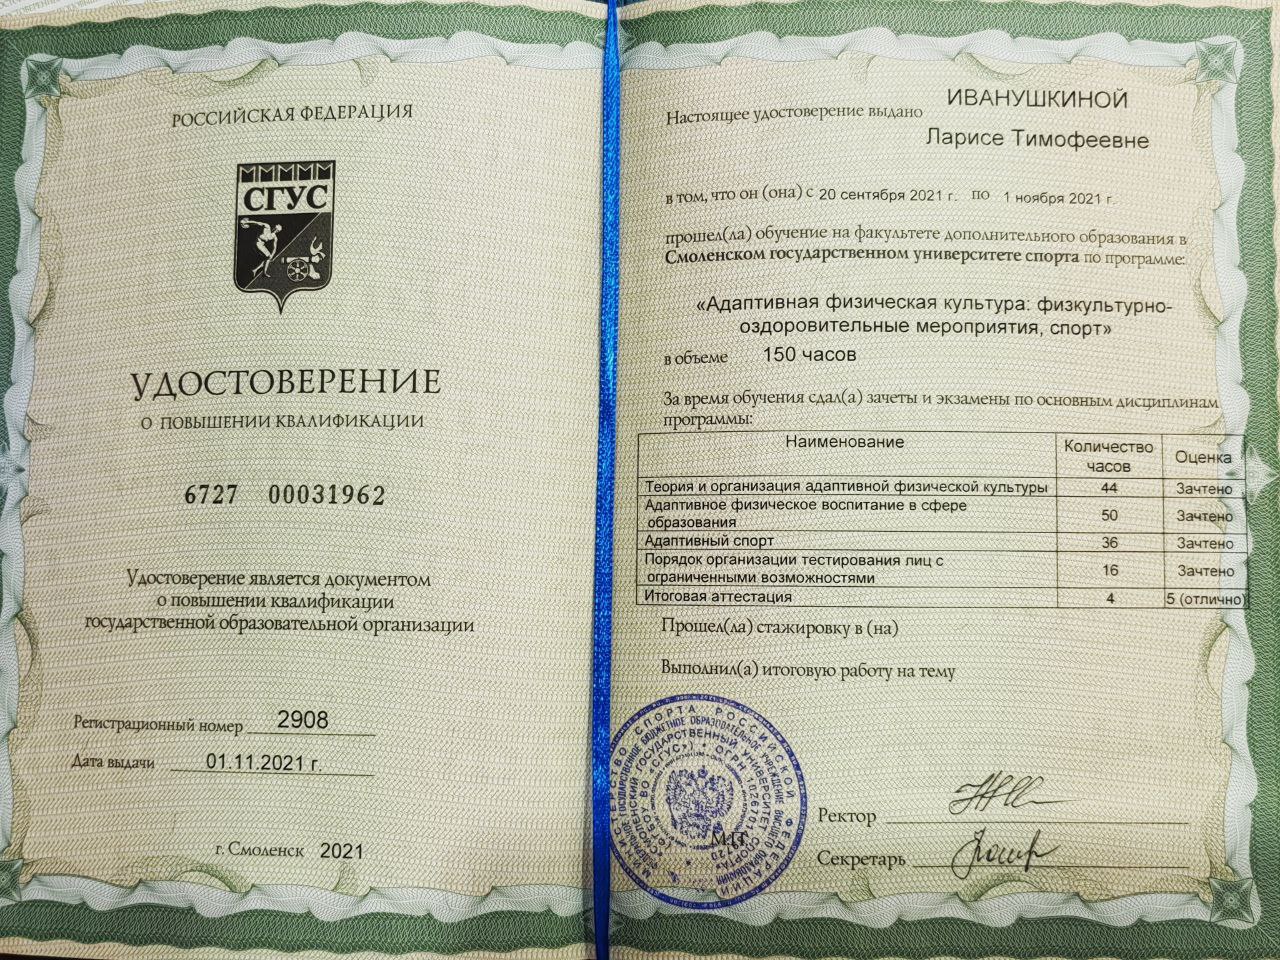 РОССИЙСКАЯ ФЕДЕРАЦИЯ
СГУС
УДОСТОВЕРЕНИЕ
О ПОВЫШЕНИИ КВАЛИФИКАЦИИ
6727 00031962
Удостоверение является документом
о повышении квалификации
государственной образовательной организации
Регистрационный номер 2908
Дата выдачи 01.11.2021 г.
г. Смоленск 2021
Настоящее удостоверение выдано ИВАНУШКИНОЙ
Ларисе Тимофеевне
в том, что он (она) с 20 сентября 2021 г. по 1 ноября 2021 г.
прошел(ла) обучение на факультете дополнительного образования в
Смоленском государственном университете спорта по программе:
«Адаптивная физическая культура: физкультурно-
оздоровительные мероприятия, спорт»
в объеме 150 часов
За время обучения сдал(а) зачеты и экзамены по основным дисциплинам
программы:
Наименование Количество часов Оценка
Теория и организация адаптивной физической культуры 44 Зачтено
Адаптивное физическое воспитание в сфере
образования 50 Зачтено
Адаптивный спорт 36 Зачтено
Порядок организации тестирования лиц с
ограниченными возможностями 16 Зачтено
Итоговая аттестация 4 5 (отлично)
Прошел(ла) стажировку в (на)
Выполнил(а) итоговую работу на тему
М.П.
Ректор
Секретарь